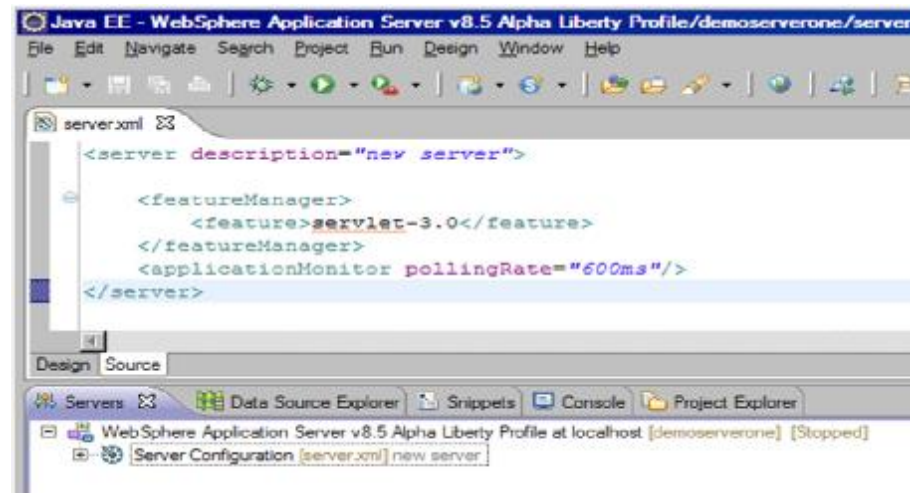 Java EE - WebSphere Application Server v8.5 Alpha Liberty Profile/demoserverone/server
File Edit Navigate Search Project Run Design Window Help
server.xml
<server description="new server">
<featureManager>
<feature>servlet-3.0</feature>
</featureManager>
<applicationMonitor pollingRate="600ms"/>
</server>
Design Source
Servers Data Source Explorer Snippets Console Project Explorer
WebSphere Application Server v8.5 Alpha Liberty Profile at localhost [demoserverone] [Stopped]
Server Configuration [server.xml] new server